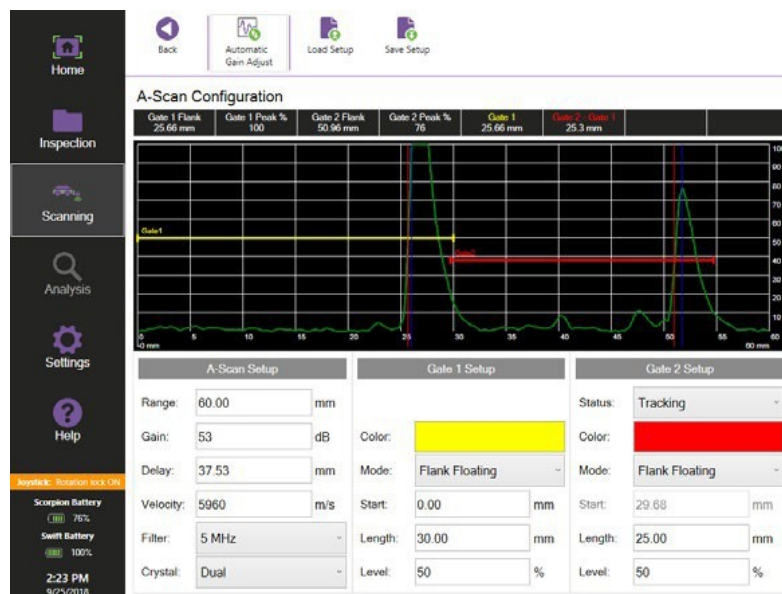 Home
Inspection
Scanning
Analysis
Settings
Help
Joystick: Rotation lock ON
Scorpion Battery
76%
Swift Battery
100%
2:23 PM
9/25/2018
Back
Automatic
Gain Adjust
Load Setup
Save Setup
A-Scan Configuration
Gate 1 Flank Gate 1 Peak % Gate 2 Flank Gate 2 Peak % Gate 1 Gate 2 - Gate 1
25.66 mm 100 50.96 mm 76 25.66 mm 25.3 mm
100
90
80
70
60
50
40
30
20
10
Gate1
Gate2
0 5 10 15 20 25 30 35 40 45 50 55 60
0 mm 60 mm
A-Scan Setup
Range: 60.00 mm
Gain: 53 dB
Delay: 37.53 mm
Velocity: 5960 m/s
Filter: 5 MHz
Crystal: Dual
Gate 1 Setup
Color:
Mode: Flank Floating
Start: 0.00 mm
Length: 30.00 mm
Level: 50 %
Gate 2 Setup
Status: Tracking
Color:
Mode: Flank Floating
Start: 29.68 mm
Length: 25.00 mm
Level: 50 %